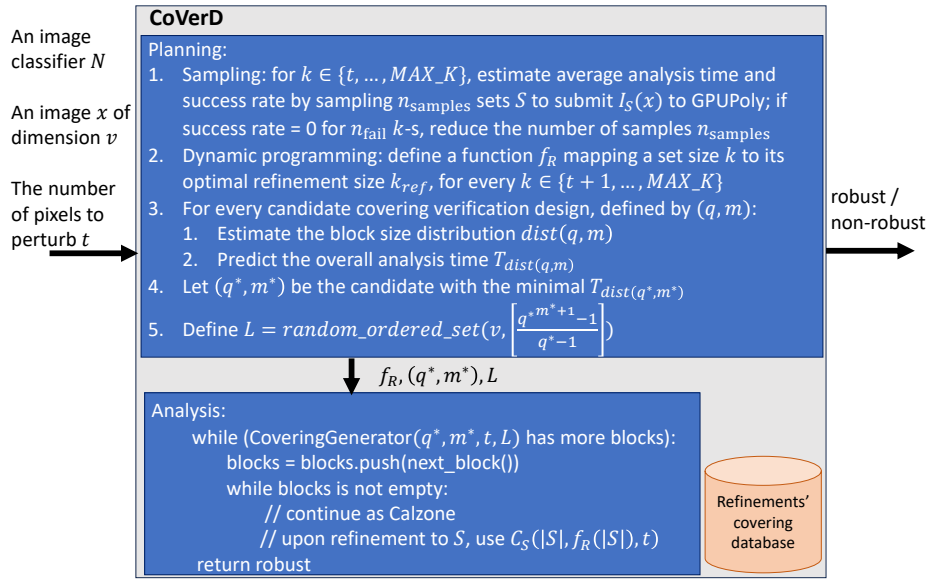 CoVerD
An image
classifier N
An image x of
dimension v
The number
of pixels to
perturb t
Planning:
1. Sampling: for k ∈ {t, … , MAX_K}, estimate average analysis time and
success rate by sampling n_samples sets S to submit I_S(x) to GPUPoly; if
success rate = 0 for n_fail k-s, reduce the number of samples n_samples
2. Dynamic programming: define a function f_R mapping a set size k to its
optimal refinement size k_ref, for every k ∈ {t + 1, … , MAX_K}
3. For every candidate covering verification design, defined by (q, m):
1. Estimate the block size distribution dist(q, m)
2. Predict the overall analysis time T_dist(q,m)
4. Let (q*, m*) be the candidate with the minimal T_dist(q*,m*)
5. Define L = random_ordered_set(v, [(q*^(m*+1) − 1)/(q* − 1)])
robust /
non-robust
f_R, (q*, m*), L
Analysis:
while (CoveringGenerator(q*, m*, t, L) has more blocks):
blocks = blocks.push(next_block())
while blocks is not empty:
// continue as Calzone
// upon refinement to S, use C_S(|S|, f_R(|S|), t)
return robust
Refinements'
covering
database